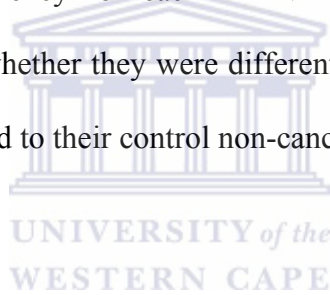 whether they were different
d to their control non-canc
UNIVERSITY of the
WESTERN CAPE